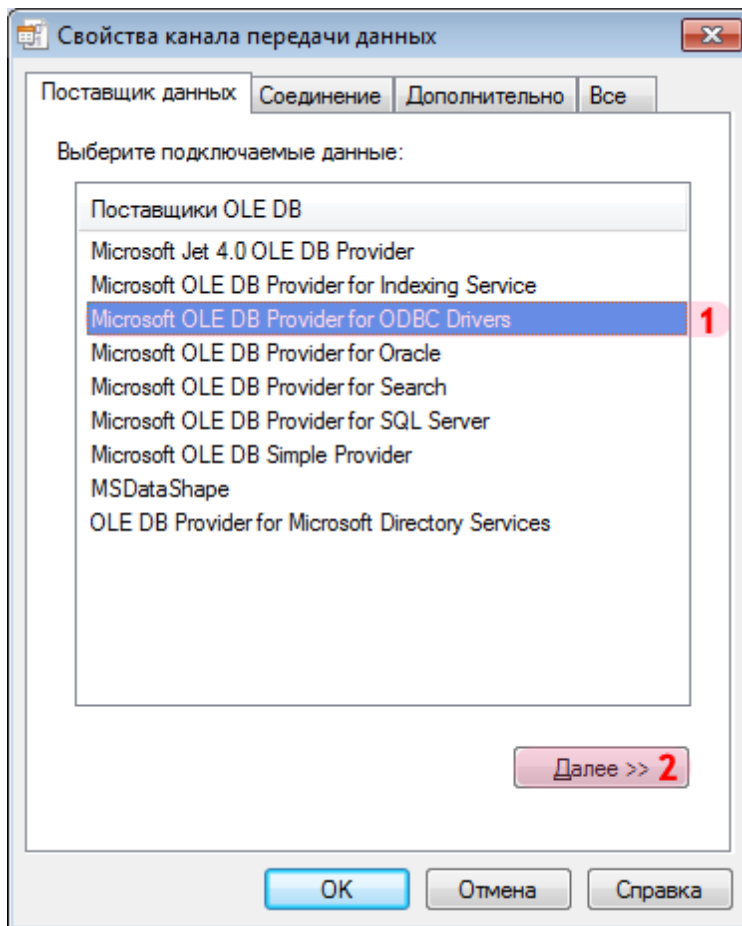 Свойства канала передачи данных
Поставщик данных Соединение Дополнительно Все
Выберите подключаемые данные:
Поставщики OLE DB
Microsoft Jet 4.0 OLE DB Provider
Microsoft OLE DB Provider for Indexing Service
Microsoft OLE DB Provider for ODBC Drivers 1
Microsoft OLE DB Provider for Oracle
Microsoft OLE DB Provider for Search
Microsoft OLE DB Provider for SQL Server
Microsoft OLE DB Simple Provider
MSDataShape
OLE DB Provider for Microsoft Directory Services
Далее >> 2
OK Отмена Справка